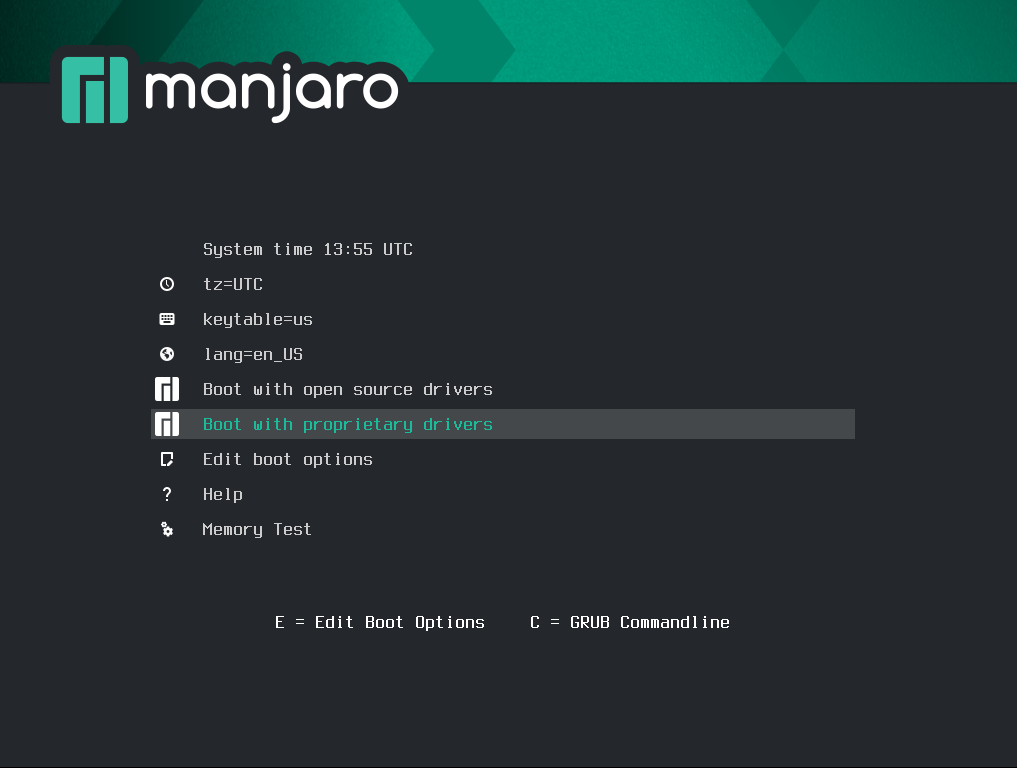 manjaro
System time 13:55 UTC
tz=UTC
keytable=us
lang=en_US
Boot with open source drivers
Boot with proprietary drivers
Edit boot options
Help
Memory Test
E = Edit Boot Options    C = GRUB Commandline